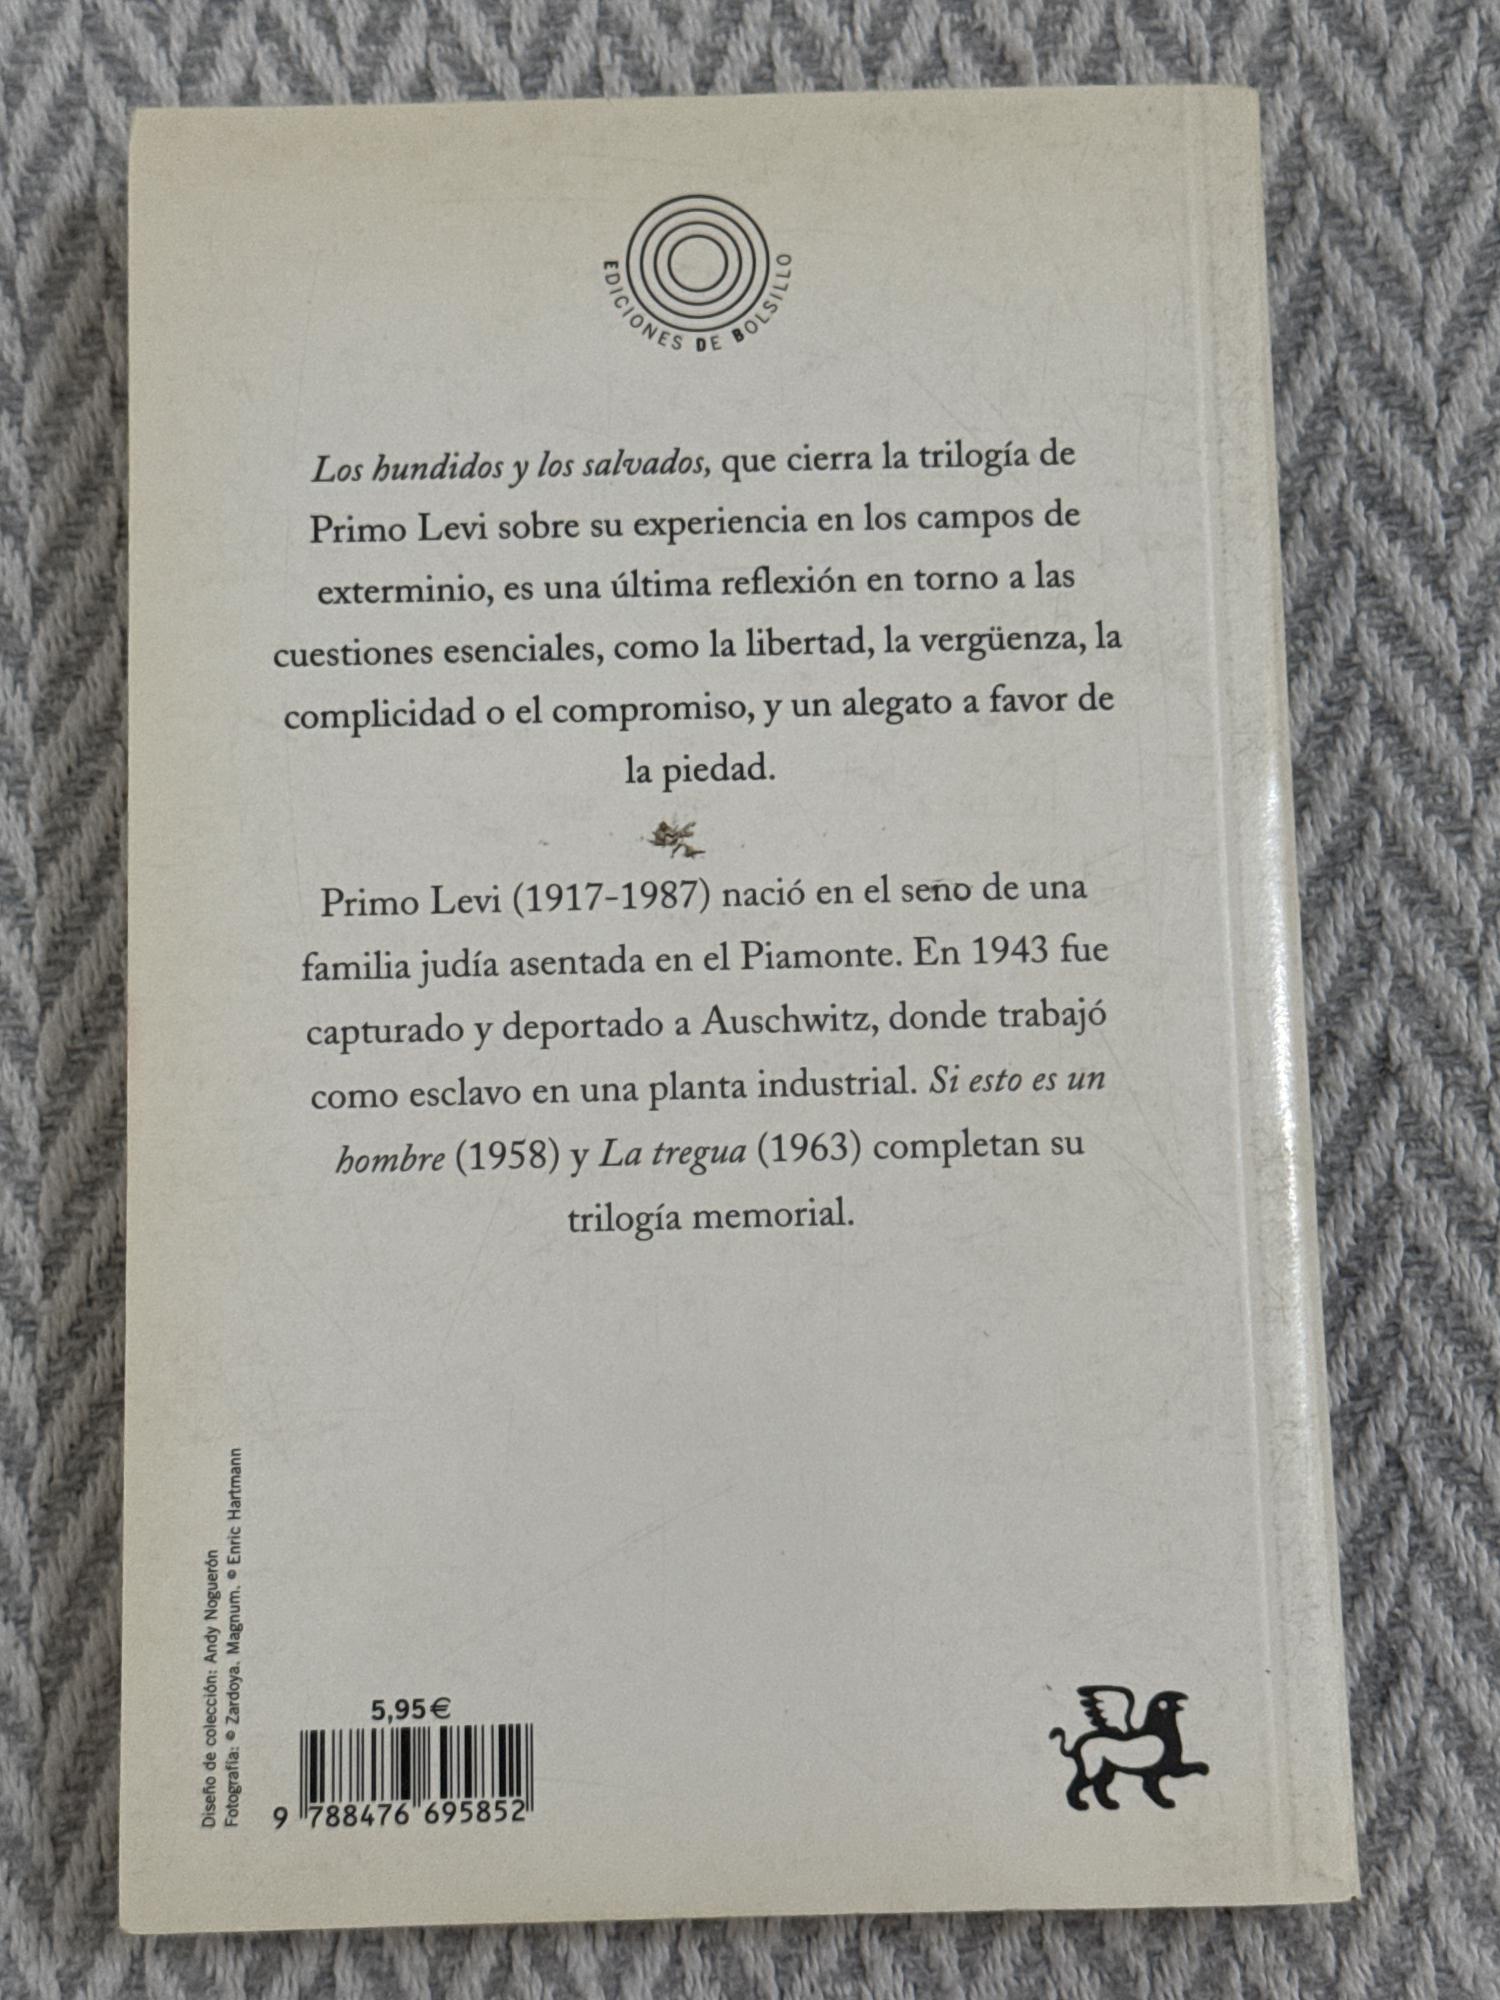 EDICIONES DE BOLSILLO
Los hundidos y los salvados, que cierra la trilogía de
Primo Levi sobre su experiencia en los campos de
exterminio, es una última reflexión en torno a las
cuestiones esenciales, como la libertad, la vergüenza, la
complicidad o el compromiso, y un alegato a favor de
la piedad.
Primo Levi (1917-1987) nació en el seno de una
familia judía asentada en el Piamonte. En 1943 fue
capturado y deportado a Auschwitz, donde trabajó
como esclavo en una planta industrial. Si esto es un
hombre (1958) y La tregua (1963) completan su
trilogía memorial.
Diseño de colección: Andy Noguerón
Fotografía: © Zardoya. Magnum. © Enric Hartmann
5,95€
9 788476 695852